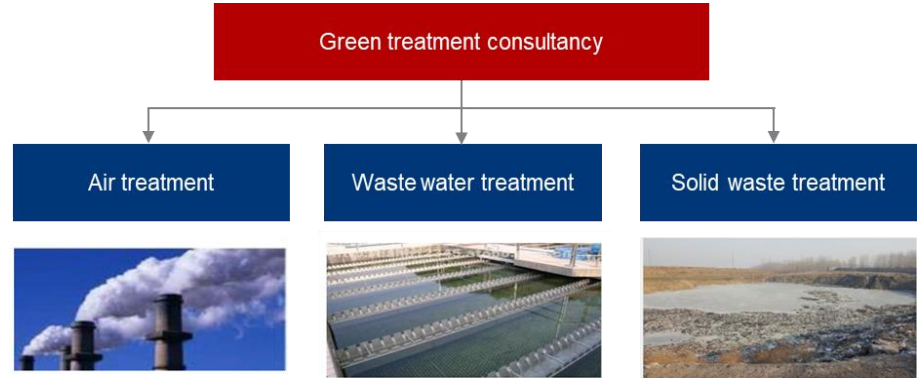 Green treatment consultancy
Air treatment
Waste water treatment
Solid waste treatment